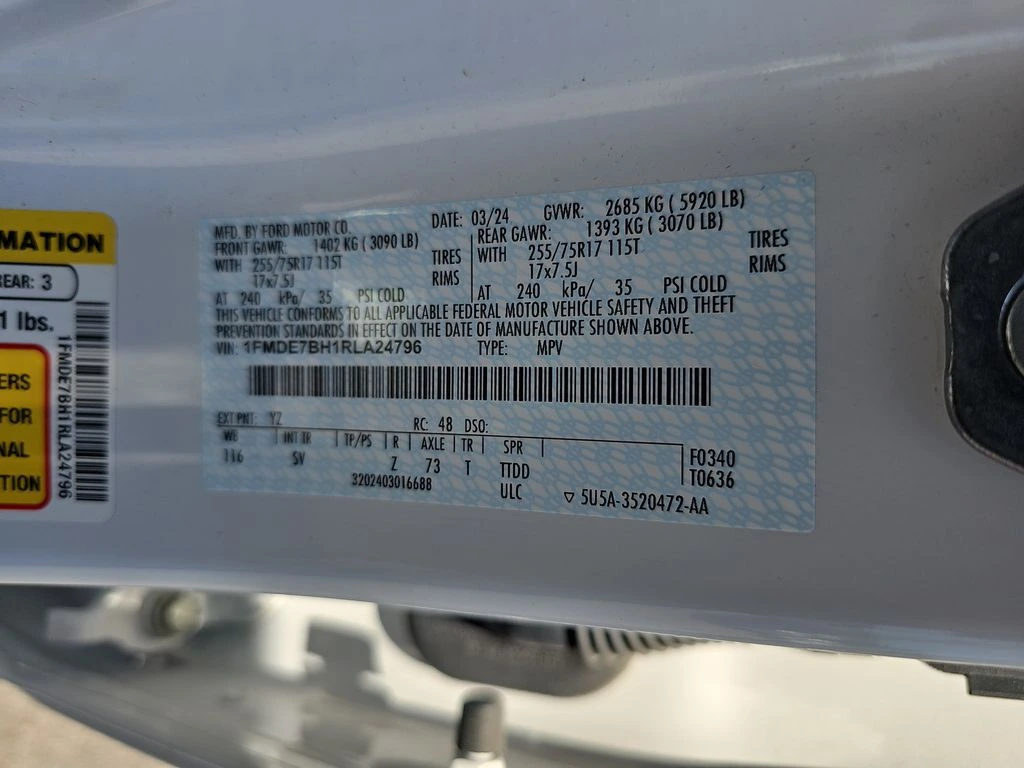 MATION
REAR: 3
1 lbs.
ERS
FOR
NAL
TION
1FMDE7BH1RLA24796
MFD. BY FORD MOTOR CO. DATE: 03/24 GVWR: 2685 KG ( 5920 LB)
FRONT GAWR: 1402 KG ( 3090 LB) REAR GAWR: 1393 KG ( 3070 LB)
WITH 255/75R17 115T TIRES WITH 255/75R17 115T TIRES
17x7.5J RIMS 17x7.5J RIMS
AT 240 kPa/ 35 PSI COLD AT 240 kPa/ 35 PSI COLD
THIS VEHICLE CONFORMS TO ALL APPLICABLE FEDERAL MOTOR VEHICLE SAFETY AND THEFT
PREVENTION STANDARDS IN EFFECT ON THE DATE OF MANUFACTURE SHOWN ABOVE.
VIN: 1FMDE7BH1RLA24796 TYPE: MPV
EXT PNT: YZ RC: 48 DSO:
WB INT TR TP/PS R AXLE TR SPR
116 SV Z 73 T TTDD F0340
3202403016688 ULC T0636
▽ 5U5A-3520472-AA